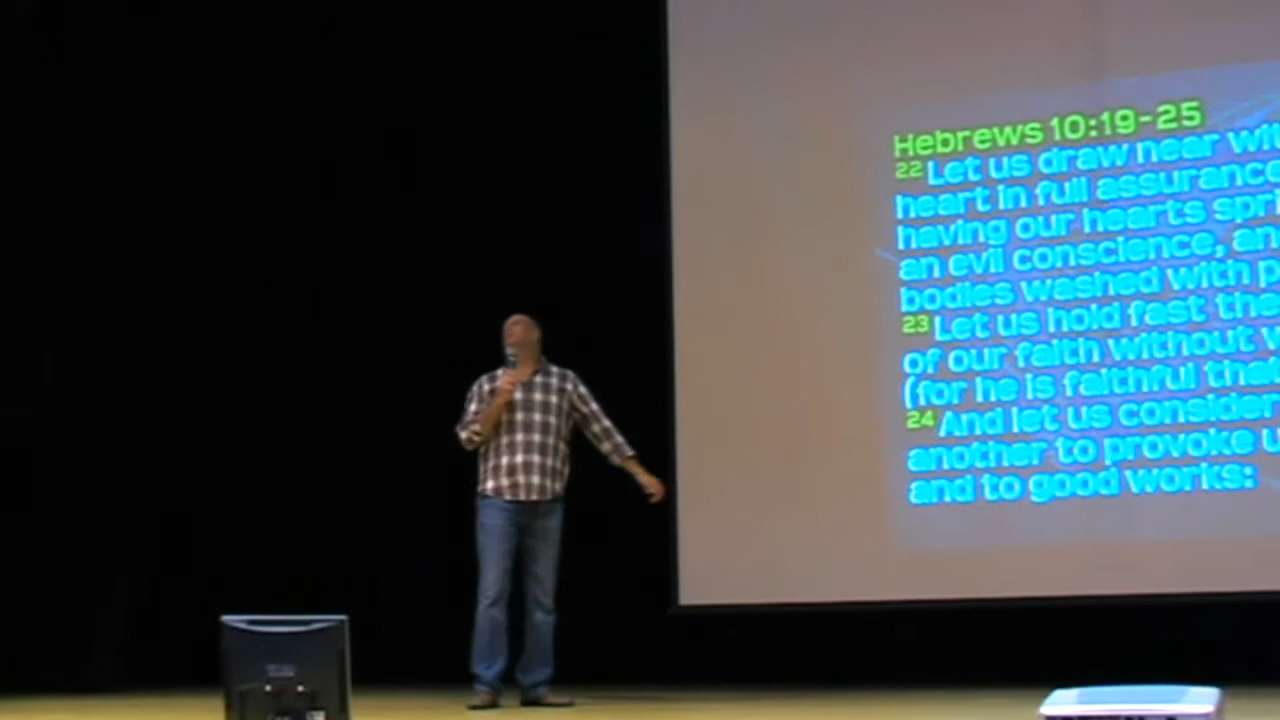 Hebrews 10:19-25
22 Let us draw near
heart in full assurance
having our hearts
an evil conscience,
bodies washed with
23 Let us hold fast the
of our faith without
(for he is faithful that
24 And let us consider
another to provoke
and to good works: